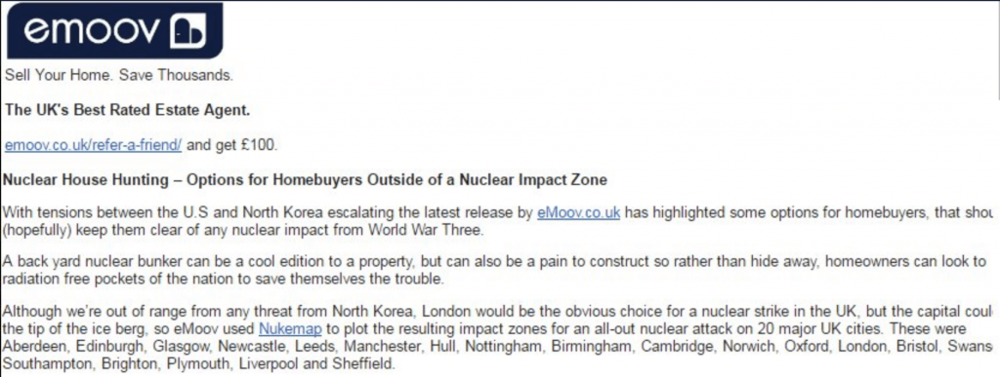 emoov
Sell Your Home. Save Thousands.
The UK's Best Rated Estate Agent.
emoov.co.uk/refer-a-friend/ and get £100.
Nuclear House Hunting – Options for Homebuyers Outside of a Nuclear Impact Zone
With tensions between the U.S and North Korea escalating the latest release by eMoov.co.uk has highlighted some options for homebuyers, that shou
(hopefully) keep them clear of any nuclear impact from World War Three.
A back yard nuclear bunker can be a cool edition to a property, but can also be a pain to construct so rather than hide away, homeowners can look to
radiation free pockets of the nation to save themselves the trouble.
Although we're out of range from any threat from North Korea, London would be the obvious choice for a nuclear strike in the UK, but the capital coul
the tip of the ice berg, so eMoov used Nukemap to plot the resulting impact zones for an all-out nuclear attack on 20 major UK cities. These were
Aberdeen, Edinburgh, Glasgow, Newcastle, Leeds, Manchester, Hull, Nottingham, Birmingham, Cambridge, Norwich, Oxford, London, Bristol, Swans
Southampton, Brighton, Plymouth, Liverpool and Sheffield.